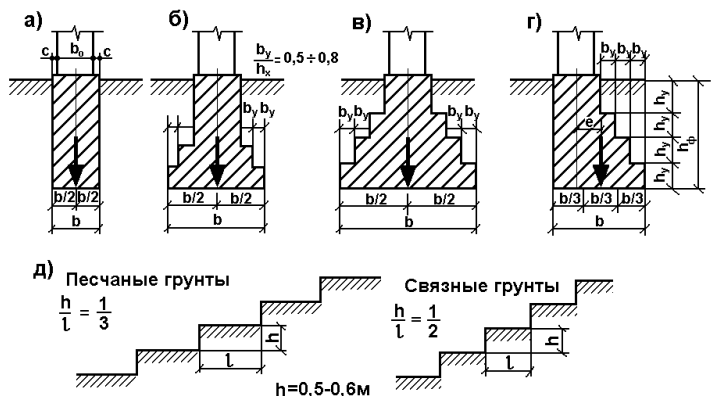 а) б) в) г)
c b₀ c
bу/hх = 0,5÷0,8
bу bу
bу bу bу bу
bу bу bу
e
hу
hу
hу
hу
hф
b/2 b/2 b/2 b/2 b/2 b/2 b/3 b/3 b/3
b b b b
д) Песчаные грунты Связные грунты
h/l = 1/3 h/l = 1/2
h h
l l
h=0,5-0,6м